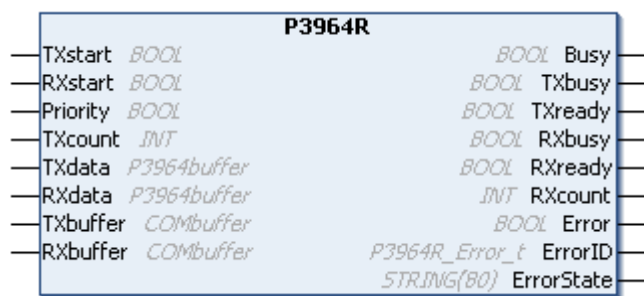 P3964R
TXstart BOOL BOOL Busy
RXstart BOOL BOOL TXbusy
Priority BOOL BOOL TXready
TXcount INT BOOL RXbusy
TXdata P3964buffer BOOL RXready
RXdata P3964buffer INT RXcount
TXbuffer COMbuffer BOOL Error
RXbuffer COMbuffer P3964R_Error_t ErrorID
STRING(80) ErrorState